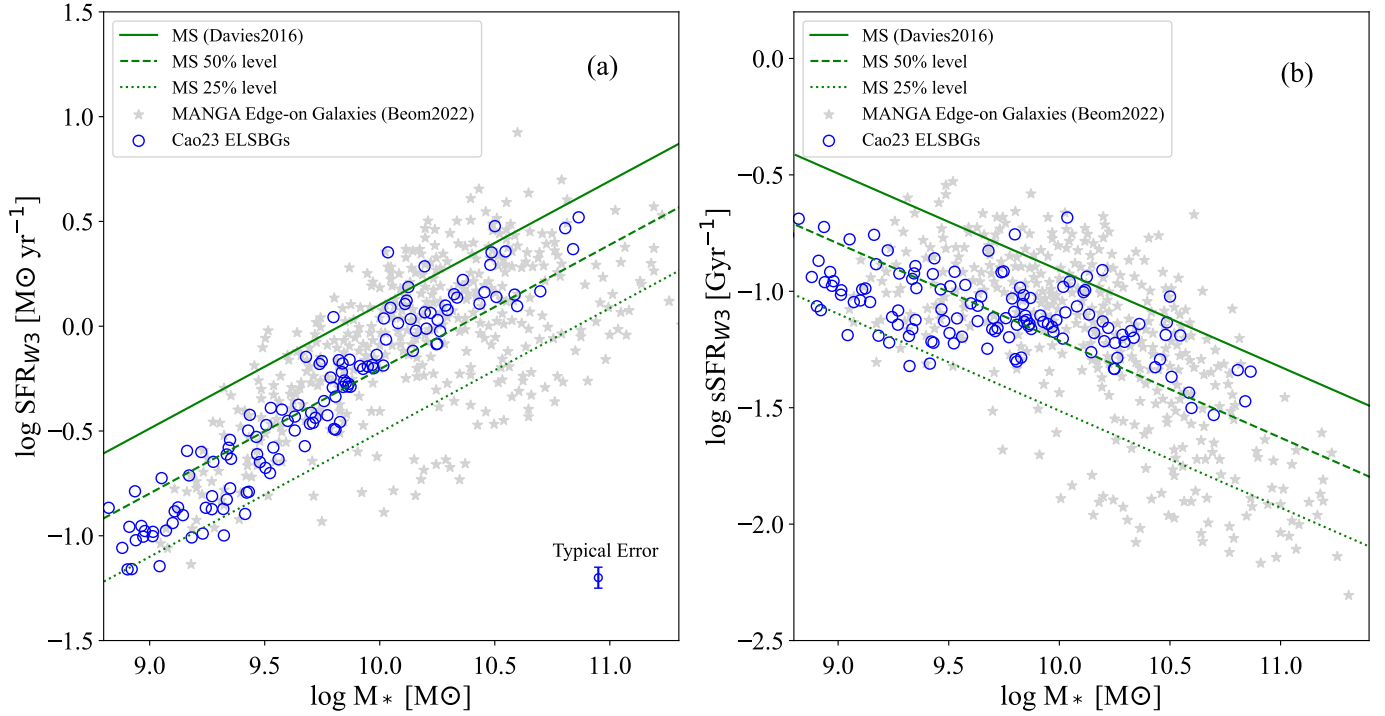 1.5
1.0
0.5
0.0
−0.5
−1.0
−1.5
log SFR_W3 [M⊙ yr⁻¹]
MS (Davies2016)
MS 50% level
MS 25% level
MANGA Edge-on Galaxies (Beom2022)
Cao23 ELSBGs
(a)
Typical Error
9.0 9.5 10.0 10.5 11.0
log M* [M⊙]
0.0
−0.5
−1.0
−1.5
−2.0
−2.5
log sSFR_W3 [Gyr⁻¹]
MS (Davies2016)
MS 50% level
MS 25% level
MANGA Edge-on Galaxies (Beom2022)
Cao23 ELSBGs
(b)
9.0 9.5 10.0 10.5 11.0
log M* [M⊙]